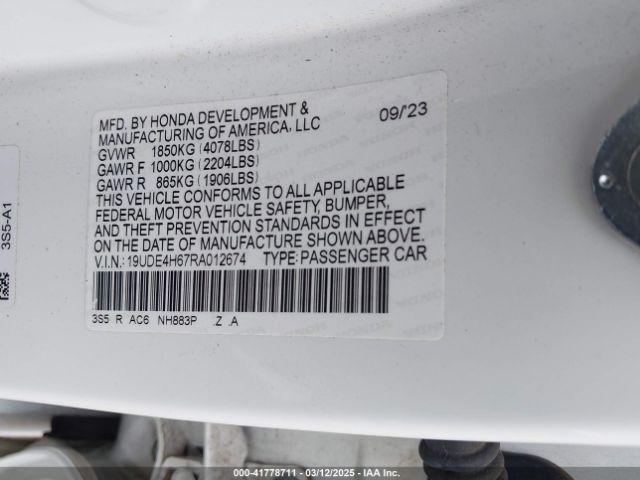 MFD. BY HONDA DEVELOPMENT & 09/'23
MANUFACTURING OF AMERICA, LLC
GVWR 1850KG (4078LBS)
GAWR F 1000KG (2204LBS)
GAWR R 865KG (1906LBS)
THIS VEHICLE CONFORMS TO ALL APPLICABLE
FEDERAL MOTOR VEHICLE SAFETY, BUMPER,
AND THEFT PREVENTION STANDARDS IN EFFECT
ON THE DATE OF MANUFACTURE SHOWN ABOVE.
V.I.N.: 19UDE4H67RA012674 TYPE: PASSENGER CAR
3S5 R AC6 NH883P .Z .A
3S5-A1
000-41778711 | 03/12/2025 | IAA Inc.